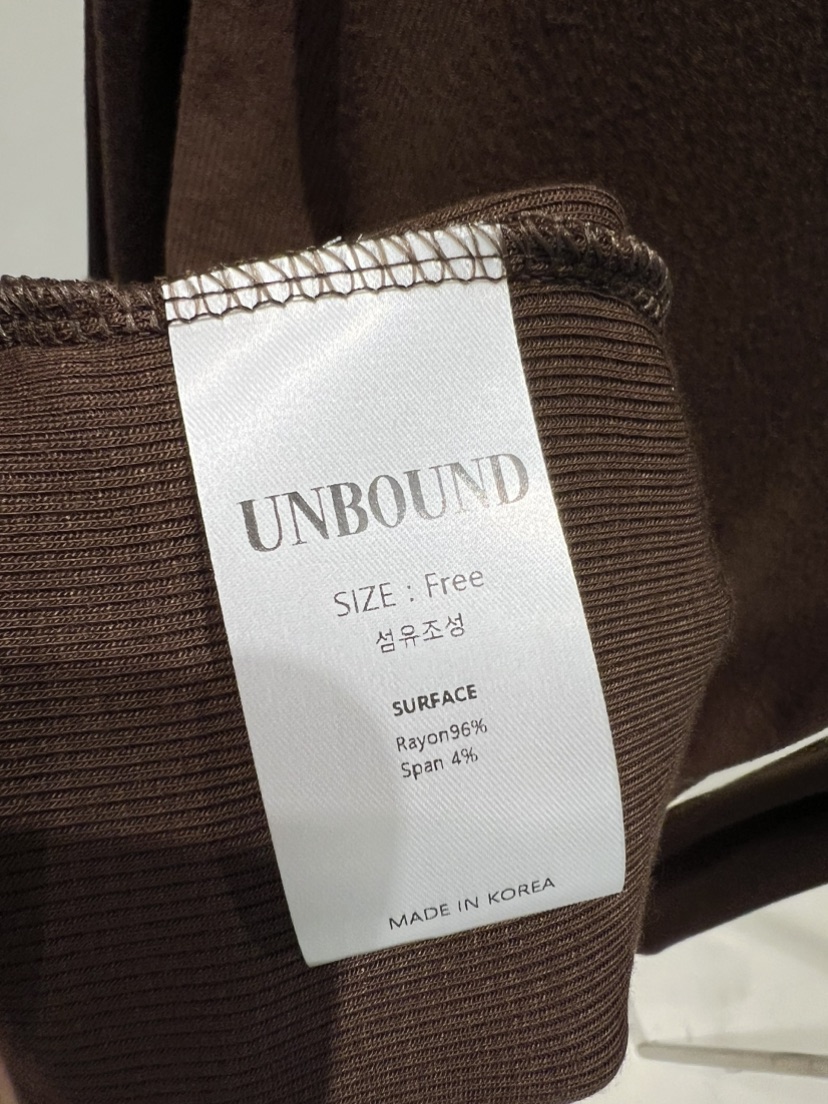 UNBOUND
SIZE : Free
섬유조성
SURFACE
Rayon96%
Span 4%
MADE IN KOREA